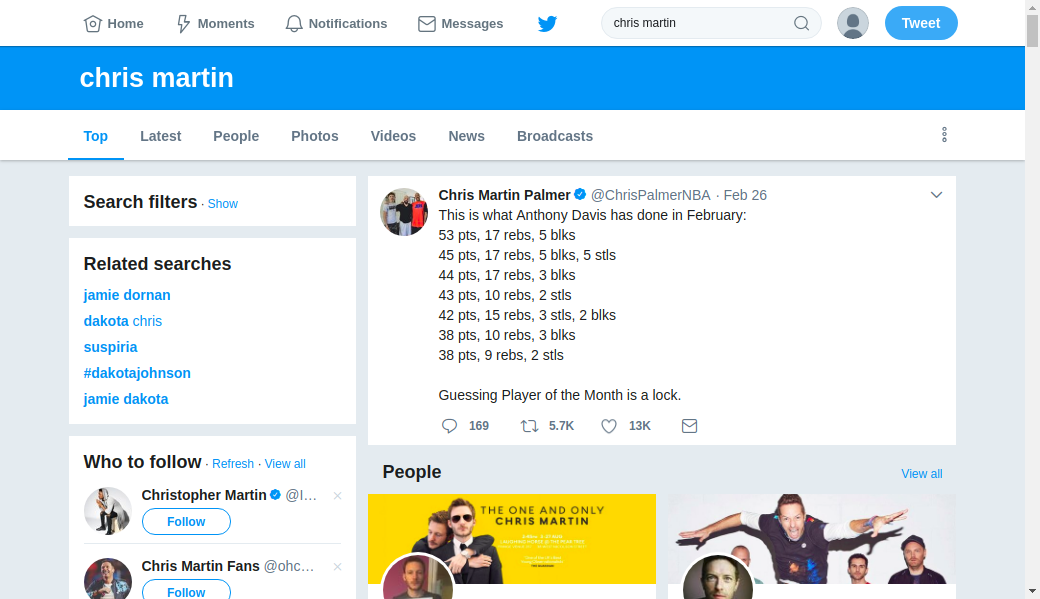 Home
Moments
Notifications
Messages
chris martin
Tweet
chris martin
Top
Latest
People
Photos
Videos
News
Broadcasts
Search filters · Show
Related searches
jamie dornan
dakota chris
suspiria
#dakotajohnson
jamie dakota
Who to follow · Refresh · View all
Christopher Martin @I…
Follow
Chris Martin Fans @ohc…
Follow
Chris Martin Palmer @ChrisPalmerNBA · Feb 26
This is what Anthony Davis has done in February:
53 pts, 17 rebs, 5 blks
45 pts, 17 rebs, 5 blks, 5 stls
44 pts, 17 rebs, 3 blks
43 pts, 10 rebs, 2 stls
42 pts, 15 rebs, 3 stls, 2 blks
38 pts, 10 rebs, 3 blks
38 pts, 9 rebs, 2 stls
Guessing Player of the Month is a lock.
169 5.7K 13K
People
View all
THE ONE AND ONLY
CHRIS MARTIN